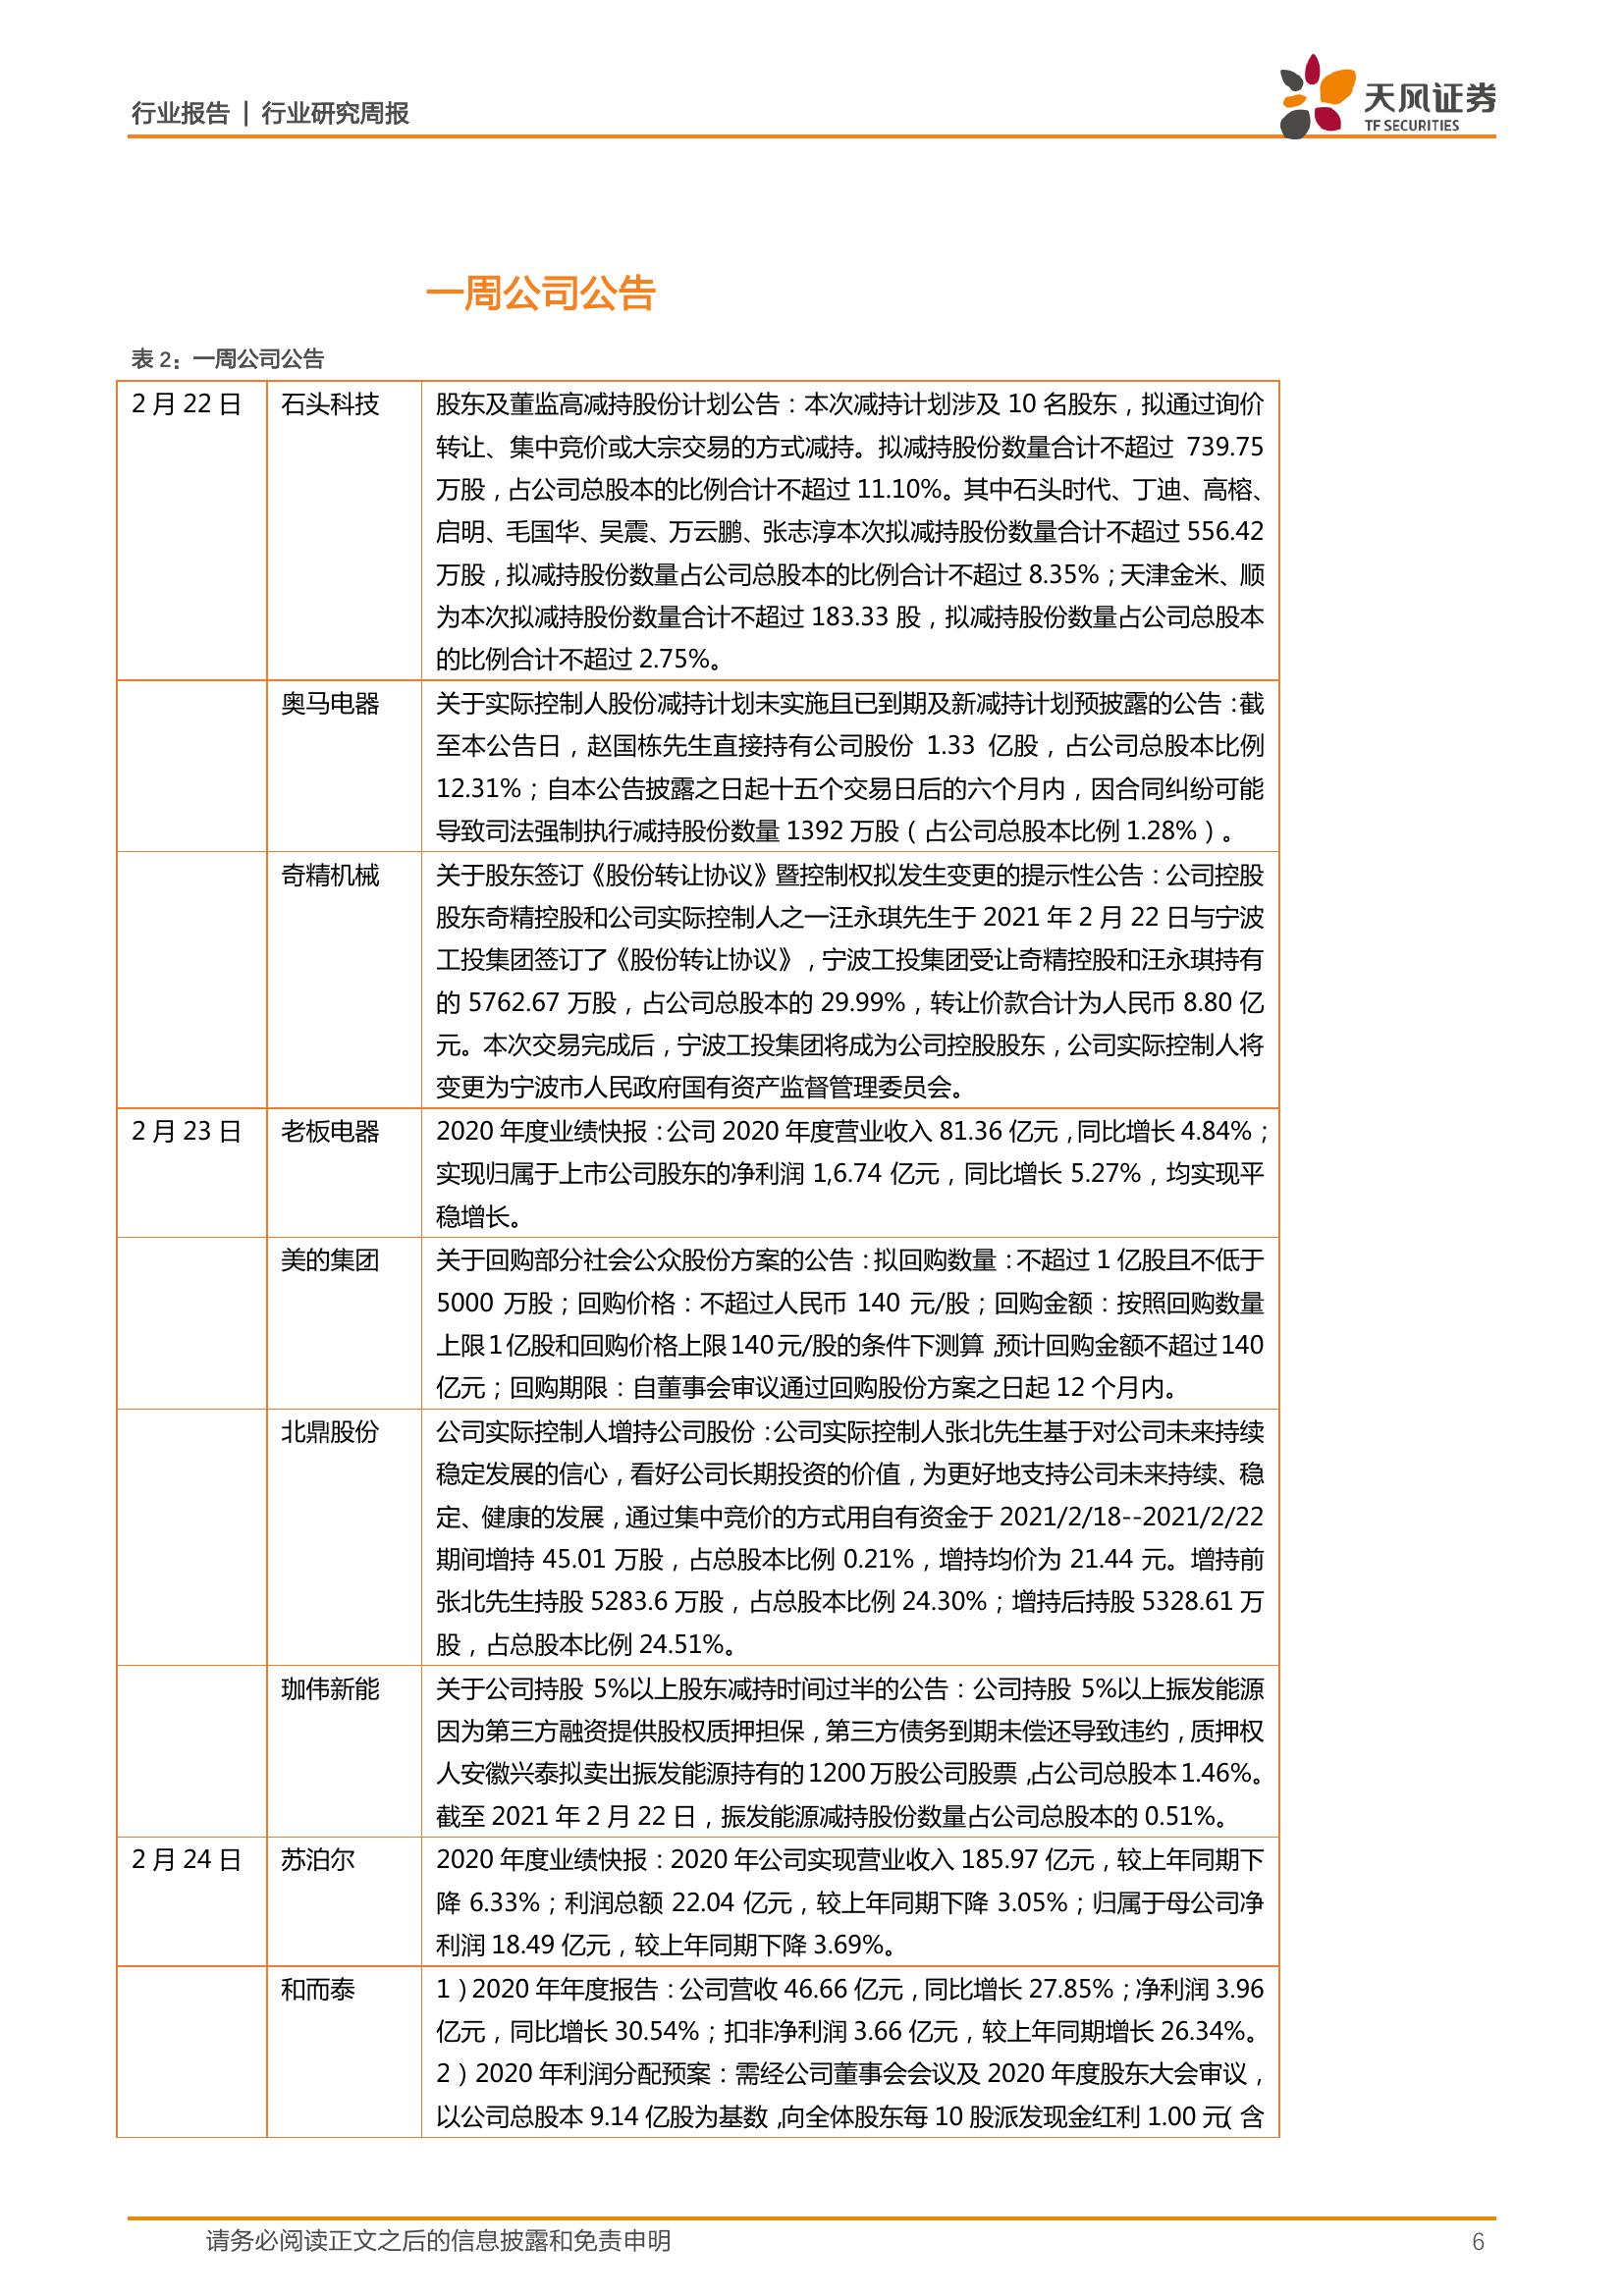 行业报告 | 行业研究周报
天风证券
TF SECURITIES
一周公司公告
表 2：一周公司公告
2 月 22 日
石头科技
股东及董监高减持股份计划公告：本次减持计划涉及 10 名股东，拟通过询价
转让、集中竞价或大宗交易的方式减持。拟减持股份数量合计不超过 739.75
万股，占公司总股本的比例合计不超过 11.10%。其中石头时代、丁迪、高榕、
启明、毛国华、吴震、万云鹏、张志淳本次拟减持股份数量合计不超过 556.42
万股，拟减持股份数量占公司总股本的比例合计不超过 8.35%；天津金米、顺
为本次拟减持股份数量合计不超过 183.33 股，拟减持股份数量占公司总股本
的比例合计不超过 2.75%。
奥马电器
关于实际控制人股份减持计划未实施且已到期及新减持计划预披露的公告：截
至本公告日，赵国栋先生直接持有公司股份 1.33 亿股，占公司总股本比例
12.31%；自本公告披露之日起十五个交易日后的六个月内，因合同纠纷可能
导致司法强制执行减持股份数量 1392 万股（占公司总股本比例 1.28%）。
奇精机械
关于股东签订《股份转让协议》暨控制权拟发生变更的提示性公告：公司控股
股东奇精控股和公司实际控制人之一汪永琪先生于 2021 年 2 月 22 日与宁波
工投集团签订了《股份转让协议》，宁波工投集团受让奇精控股和汪永琪持有
的 5762.67 万股，占公司总股本的 29.99%，转让价款合计为人民币 8.80 亿
元。本次交易完成后，宁波工投集团将成为公司控股股东，公司实际控制人将
变更为宁波市人民政府国有资产监督管理委员会。
2 月 23 日
老板电器
2020 年度业绩快报：公司 2020 年度营业收入 81.36 亿元，同比增长 4.84%；
实现归属于上市公司股东的净利润 1,6.74 亿元，同比增长 5.27%，均实现平
稳增长。
美的集团
关于回购部分社会公众股份方案的公告：拟回购数量：不超过 1 亿股且不低于
5000 万股；回购价格：不超过人民币 140 元/股；回购金额：按照回购数量
上限 1 亿股和回购价格上限 140 元/股的条件下测算，预计回购金额不超过 140
亿元；回购期限：自董事会审议通过回购股份方案之日起 12 个月内。
北鼎股份
公司实际控制人增持公司股份：公司实际控制人张北先生基于对公司未来持续
稳定发展的信心，看好公司长期投资的价值，为更好地支持公司未来持续、稳
定、健康的发展，通过集中竞价的方式用自有资金于 2021/2/18--2021/2/22
期间增持 45.01 万股，占总股本比例 0.21%，增持均价为 21.44 元。增持前
张北先生持股 5283.6 万股，占总股本比例 24.30%；增持后持股 5328.61 万
股，占总股本比例 24.51%。
珈伟新能
关于公司持股 5%以上股东减持时间过半的公告：公司持股 5%以上振发能源
因为第三方融资提供股权质押担保，第三方债务到期未偿还导致违约，质押权
人安徽兴泰拟卖出振发能源持有的 1200 万股公司股票，占公司总股本 1.46%。
截至 2021 年 2 月 22 日，振发能源减持股份数量占公司总股本的 0.51%。
2 月 24 日
苏泊尔
2020 年度业绩快报：2020 年公司实现营业收入 185.97 亿元，较上年同期下
降 6.33%；利润总额 22.04 亿元，较上年同期下降 3.05%；归属于母公司净
利润 18.49 亿元，较上年同期下降 3.69%。
和而泰
1）2020 年年度报告：公司营收 46.66 亿元，同比增长 27.85%；净利润 3.96
亿元，同比增长 30.54%；扣非净利润 3.66 亿元，较上年同期增长 26.34%。
2）2020 年利润分配预案：需经公司董事会会议及 2020 年度股东大会审议，
以公司总股本 9.14 亿股为基数，向全体股东每 10 股派发现金红利 1.00 元（含
请务必阅读正文之后的信息披露和免责申明
6